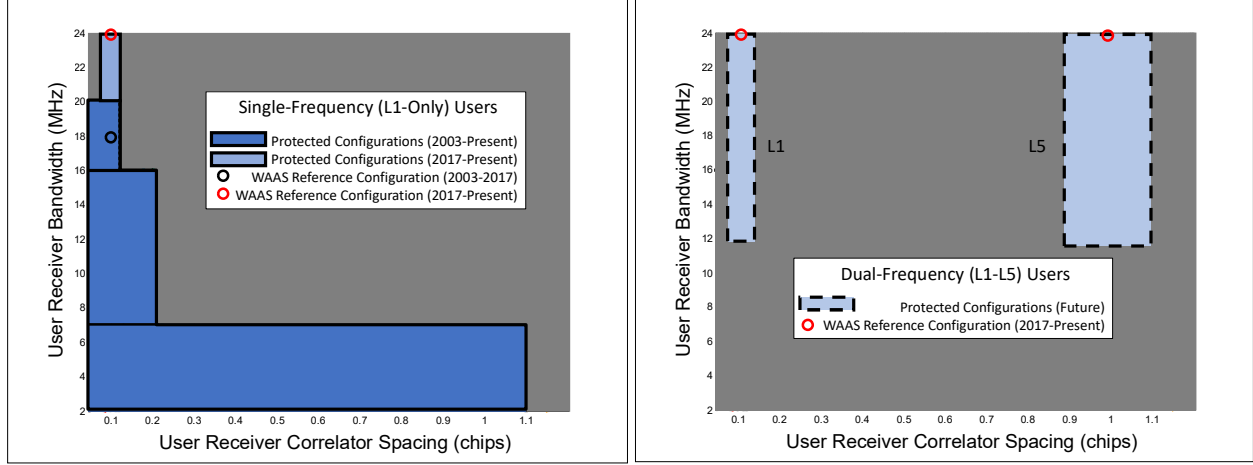 24
22
20
18
16
14
12
10
8
6
4
2
User Receiver Bandwidth (MHz)
Single-Frequency (L1-Only) Users
Protected Configurations (2003-Present)
Protected Configurations (2017-Present)
WAAS Reference Configuration (2003-2017)
WAAS Reference Configuration (2017-Present)
0.1 0.2 0.3 0.4 0.5 0.6 0.7 0.8 0.9 1 1.1
User Receiver Correlator Spacing (chips)
24
22
20
18
16
14
12
10
8
6
4
2
User Receiver Bandwidth (MHz)
L1
L5
Dual-Frequency (L1-L5) Users
Protected Configurations (Future)
WAAS Reference Configuration (2017-Present)
0.1 0.2 0.3 0.4 0.5 0.6 0.7 0.8 0.9 1 1.1
User Receiver Correlator Spacing (chips)